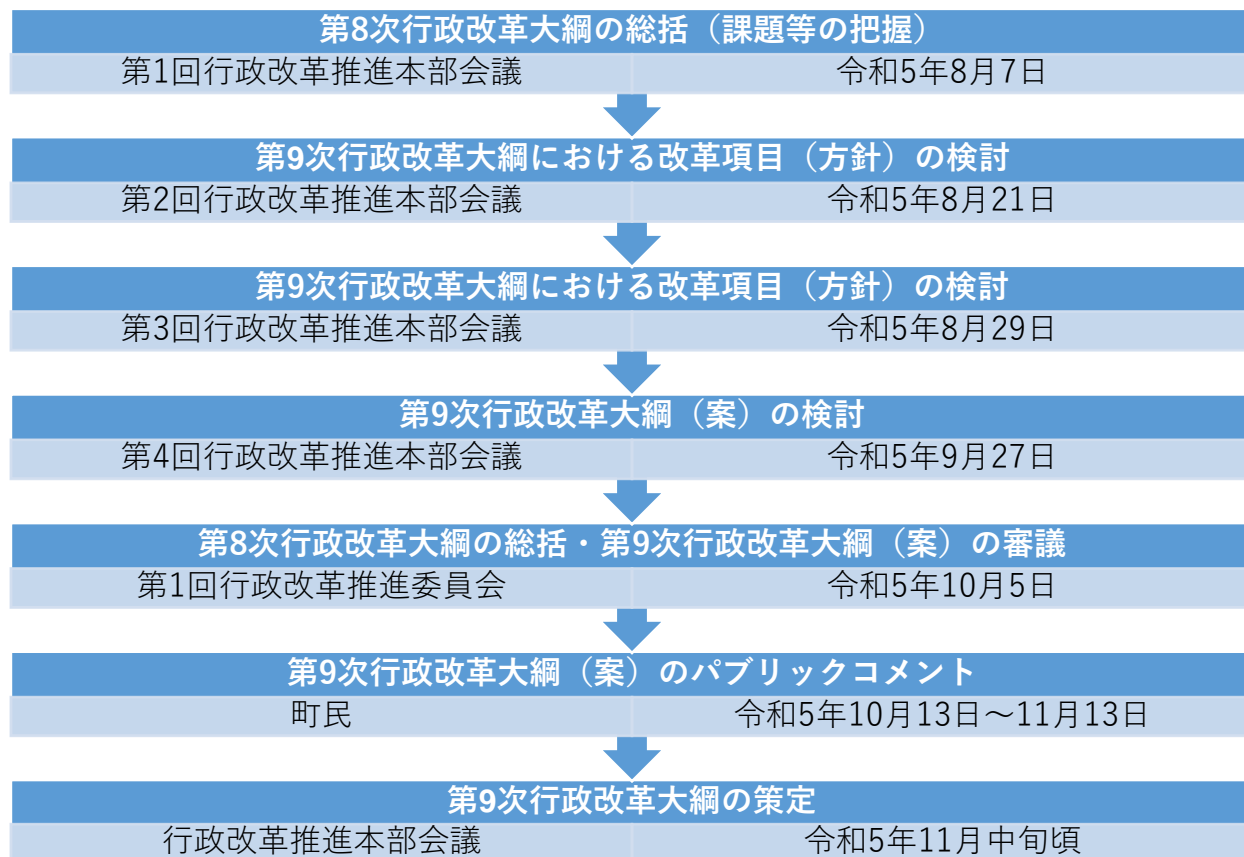 第8次行政改革大綱の総括（課題等の把握）
第1回行政改革推進本部会議 令和5年8月7日
第9次行政改革大綱における改革項目（方針）の検討
第2回行政改革推進本部会議 令和5年8月21日
第9次行政改革大綱における改革項目（方針）の検討
第3回行政改革推進本部会議 令和5年8月29日
第9次行政改革大綱（案）の検討
第4回行政改革推進本部会議 令和5年9月27日
第8次行政改革大綱の総括・第9次行政改革大綱（案）の審議
第1回行政改革推進委員会 令和5年10月5日
第9次行政改革大綱（案）のパブリックコメント
町民 令和5年10月13日～11月13日
第9次行政改革大綱の策定
行政改革推進本部会議 令和5年11月中旬頃